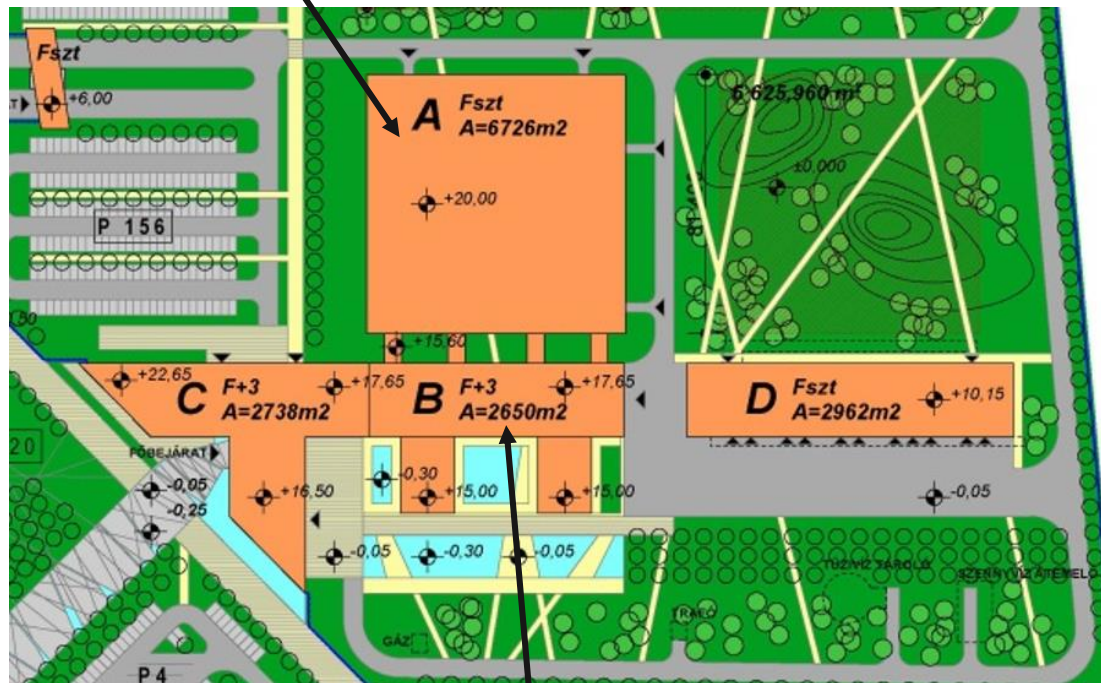 Fszt
+6,00
A
Fszt
A=6726m2
+20,00
6 625,960 m²
±0,000
P 156
+15,60
+22,65
C
F+3
A=2738m2
+17,65
B
F+3
A=2650m2
+17,65
D
Fszt
A=2962m2
+10,15
20
FŐBEJÁRAT
-0,05
-0,25
+16,50
-0,30
+15,00
+15,00
-0,05
-0,05
-0,30
-0,05
TŰZIVÍZ TÁROLÓ
SZENNYVÍZ ÁTEMELŐ
TRAFÓ
GÁZ
P 4